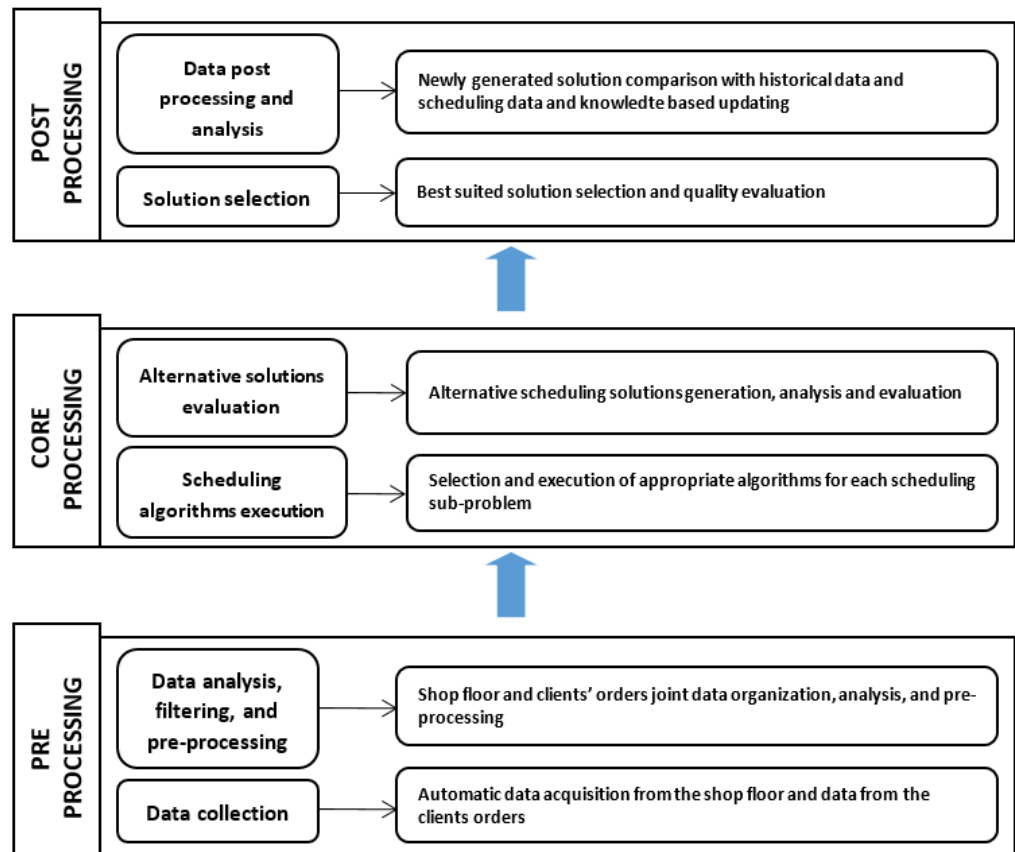 POST
PROCESSING
Data post
processing and
analysis
Newly generated solution comparison with historical data and
scheduling data and knowledte based updating
Solution selection
Best suited solution selection and quality evaluation
CORE
PROCESSING
Alternative solutions
evaluation
Alternative scheduling solutions generation, analysis and evaluation
Scheduling
algorithms execution
Selection and execution of appropriate algorithms for each scheduling
sub-problem
PRE
PROCESSING
Data analysis,
filtering, and
pre-processing
Shop floor and clients’ orders joint data organization, analysis, and pre-
processing
Data collection
Automatic data acquisition from the shop floor and data from the
clients orders